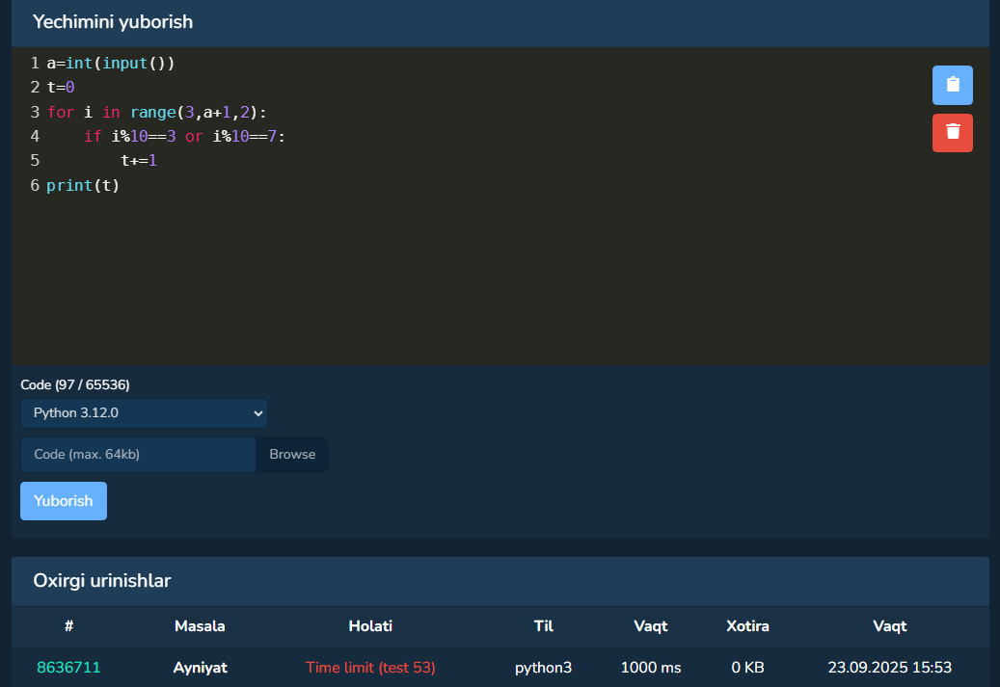 Yechimini yuborish
1 a=int(input())
2 t=0
3 for i in range(3,a+1,2):
4     if i%10==3 or i%10==7:
5         t+=1
6 print(t)
Code (97 / 65536)
Python 3.12.0
Code (max. 64kb) Browse
Yuborish
Oxirgi urinishlar
# Masala Holati Til Vaqt Xotira Vaqt
8636711 Ayniyat Time limit (test 53) python3 1000 ms 0 KB 23.09.2025 15:53